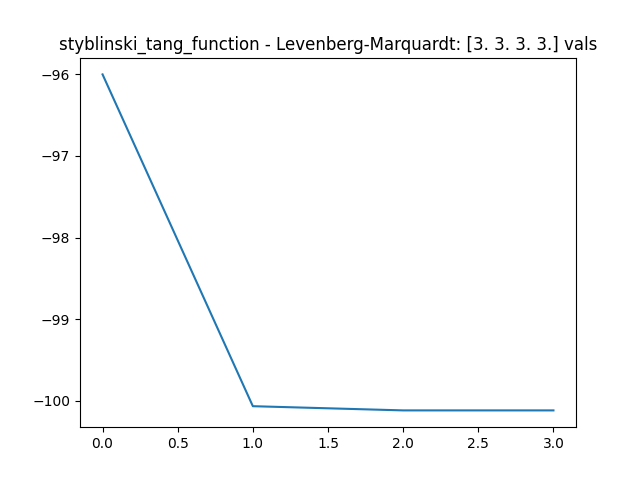 styblinski_tang_function - Levenberg-Marquardt: [3. 3. 3. 3.] vals
−96
−97
−98
−99
−100
0.0 0.5 1.0 1.5 2.0 2.5 3.0